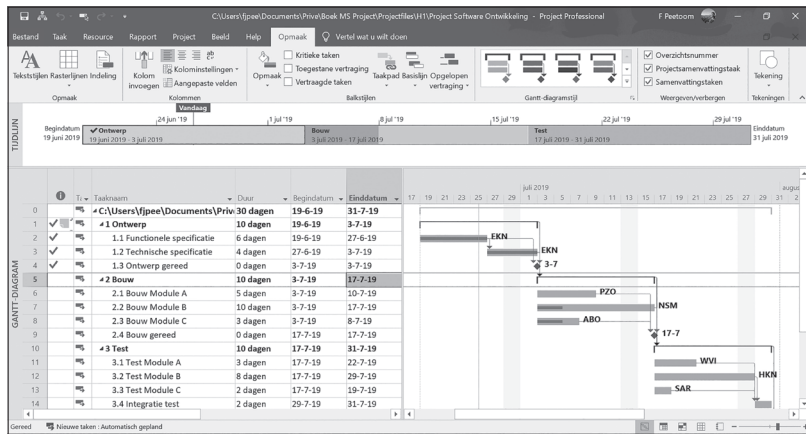 C:\Users\fjpee\Documents\Prive\Boek MS Project\Projectfiles\H1\Project Software Ontwikkeling - Project Professional
F Peetoom
Bestand Taak Resource Rapport Project Beeld Help Opmaak Vertel wat u wilt doen
Tekststijlen Rasterlijnen Indeling
Opmaak
Kolom invoegen
Kolominstellingen
Aangepaste velden
Kolommen
Opmaak
Kritieke taken
Toegestane vertraging
Vertraagde taken
Taakpad Basislijn Opgelopen vertraging
Balkstijlen
Gantt-diagramstijl
Overzichtsnummer
Projectsamenvattingstaak
Samenvattingstaken
Weergeven/verbergen
Tekening
Tekeningen
TIJDLIJN
Vandaag
24 jun '19 1 jul '19 8 jul '19 15 jul '19 22 jul '19 29 jul '19
Begindatum
19 juni 2019
Ontwerp
19 juni 2019 - 3 juli 2019
Bouw
3 juli 2019 - 17 juli 2019
Test
17 juli 2019 - 31 juli 2019
Einddatum
31 juli 2019
GANTT-DIAGRAM
Taaknaam Duur Begindatum Einddatum
juli 2019 augus
17 19 21 23 25 27 29 1 3 5 7 9 11 13 15 17 19 21 23 25 27 29 31 2
0 C:\Users\fjpee\Documents\Priv 30 dagen 19-6-19 31-7-19
1 1 Ontwerp 10 dagen 19-6-19 3-7-19
2 1.1 Functionele specificatie 6 dagen 19-6-19 27-6-19 EKN
3 1.2 Technische specificatie 4 dagen 27-6-19 3-7-19 EKN
4 1.3 Ontwerp gereed 0 dagen 3-7-19 3-7-19 3-7
5 2 Bouw 10 dagen 3-7-19 17-7-19
6 2.1 Bouw Module A 5 dagen 3-7-19 10-7-19 PZO
7 2.2 Bouw Module B 10 dagen 3-7-19 17-7-19 NSM
8 2.3 Bouw Module C 3 dagen 3-7-19 8-7-19 ABO
9 2.4 Bouw gereed 0 dagen 17-7-19 17-7-19 17-7
10 3 Test 10 dagen 17-7-19 31-7-19
11 3.1 Test Module A 3 dagen 17-7-19 22-7-19 WVI
12 3.2 Test Module B 8 dagen 17-7-19 29-7-19 HKN
13 3.3 Test Module C 2 dagen 17-7-19 19-7-19 SAR
14 3.4 Integratie test 2 dagen 29-7-19 31-7-19
Gereed Nieuwe taken : Automatisch gepland